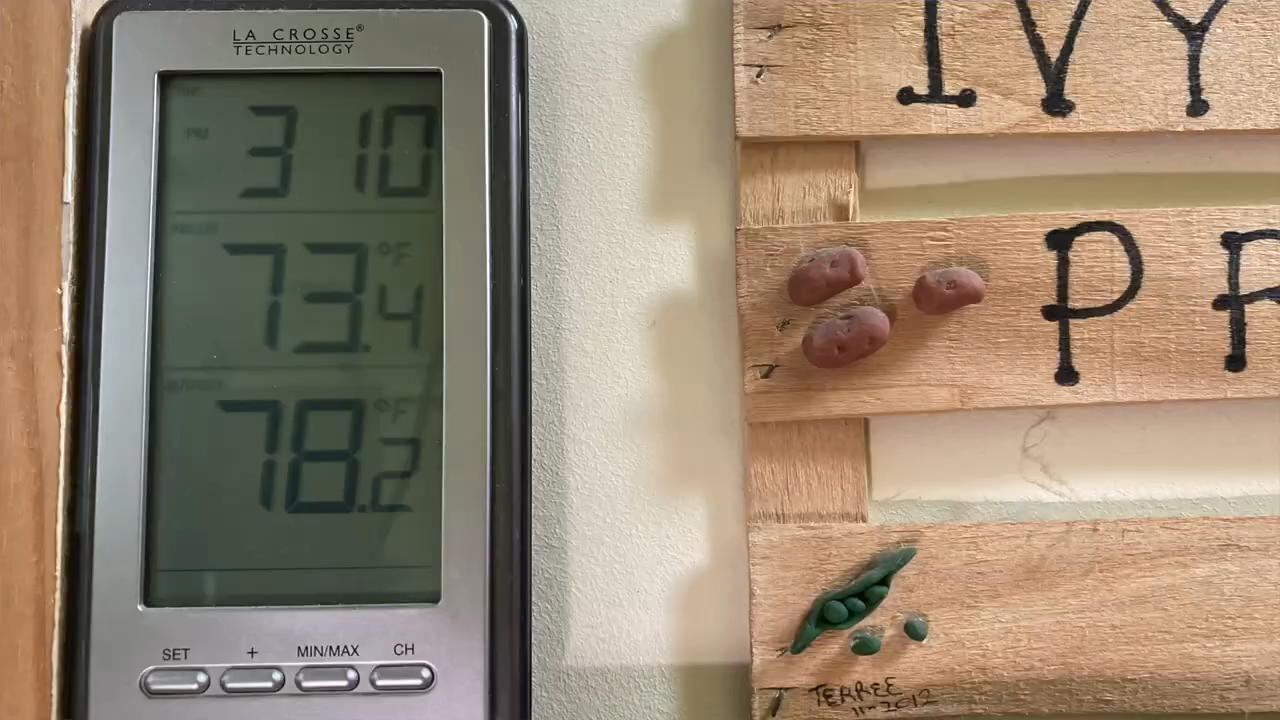 LA CROSSE®
TECHNOLOGY
PM
3 10
73.4 °F
78.2 °F
SET + MIN/MAX CH
IVY
P
TERREE
11-2012